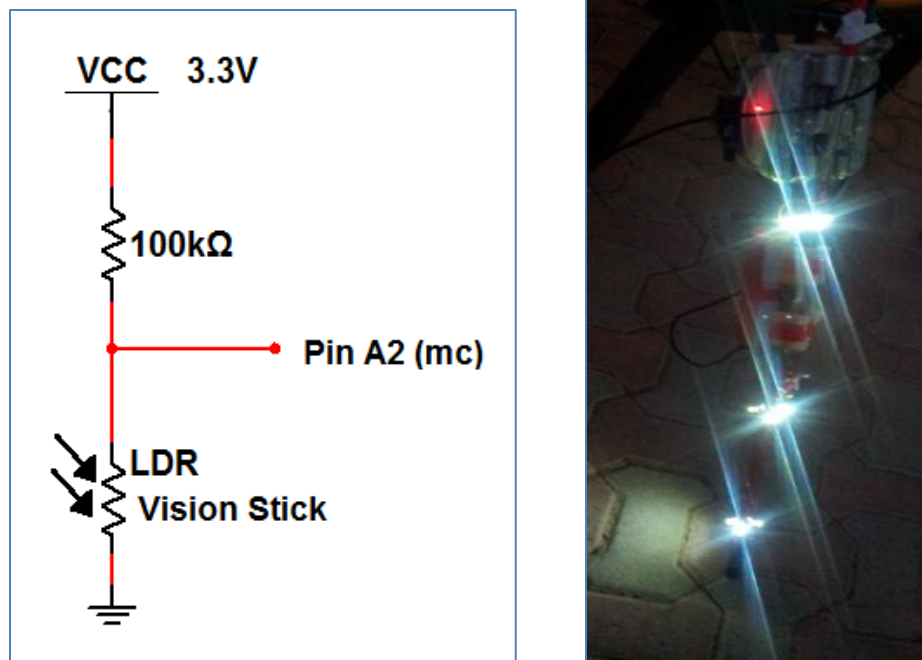 VCC 3.3V
100kΩ
Pin A2 (mc)
LDR
Vision Stick